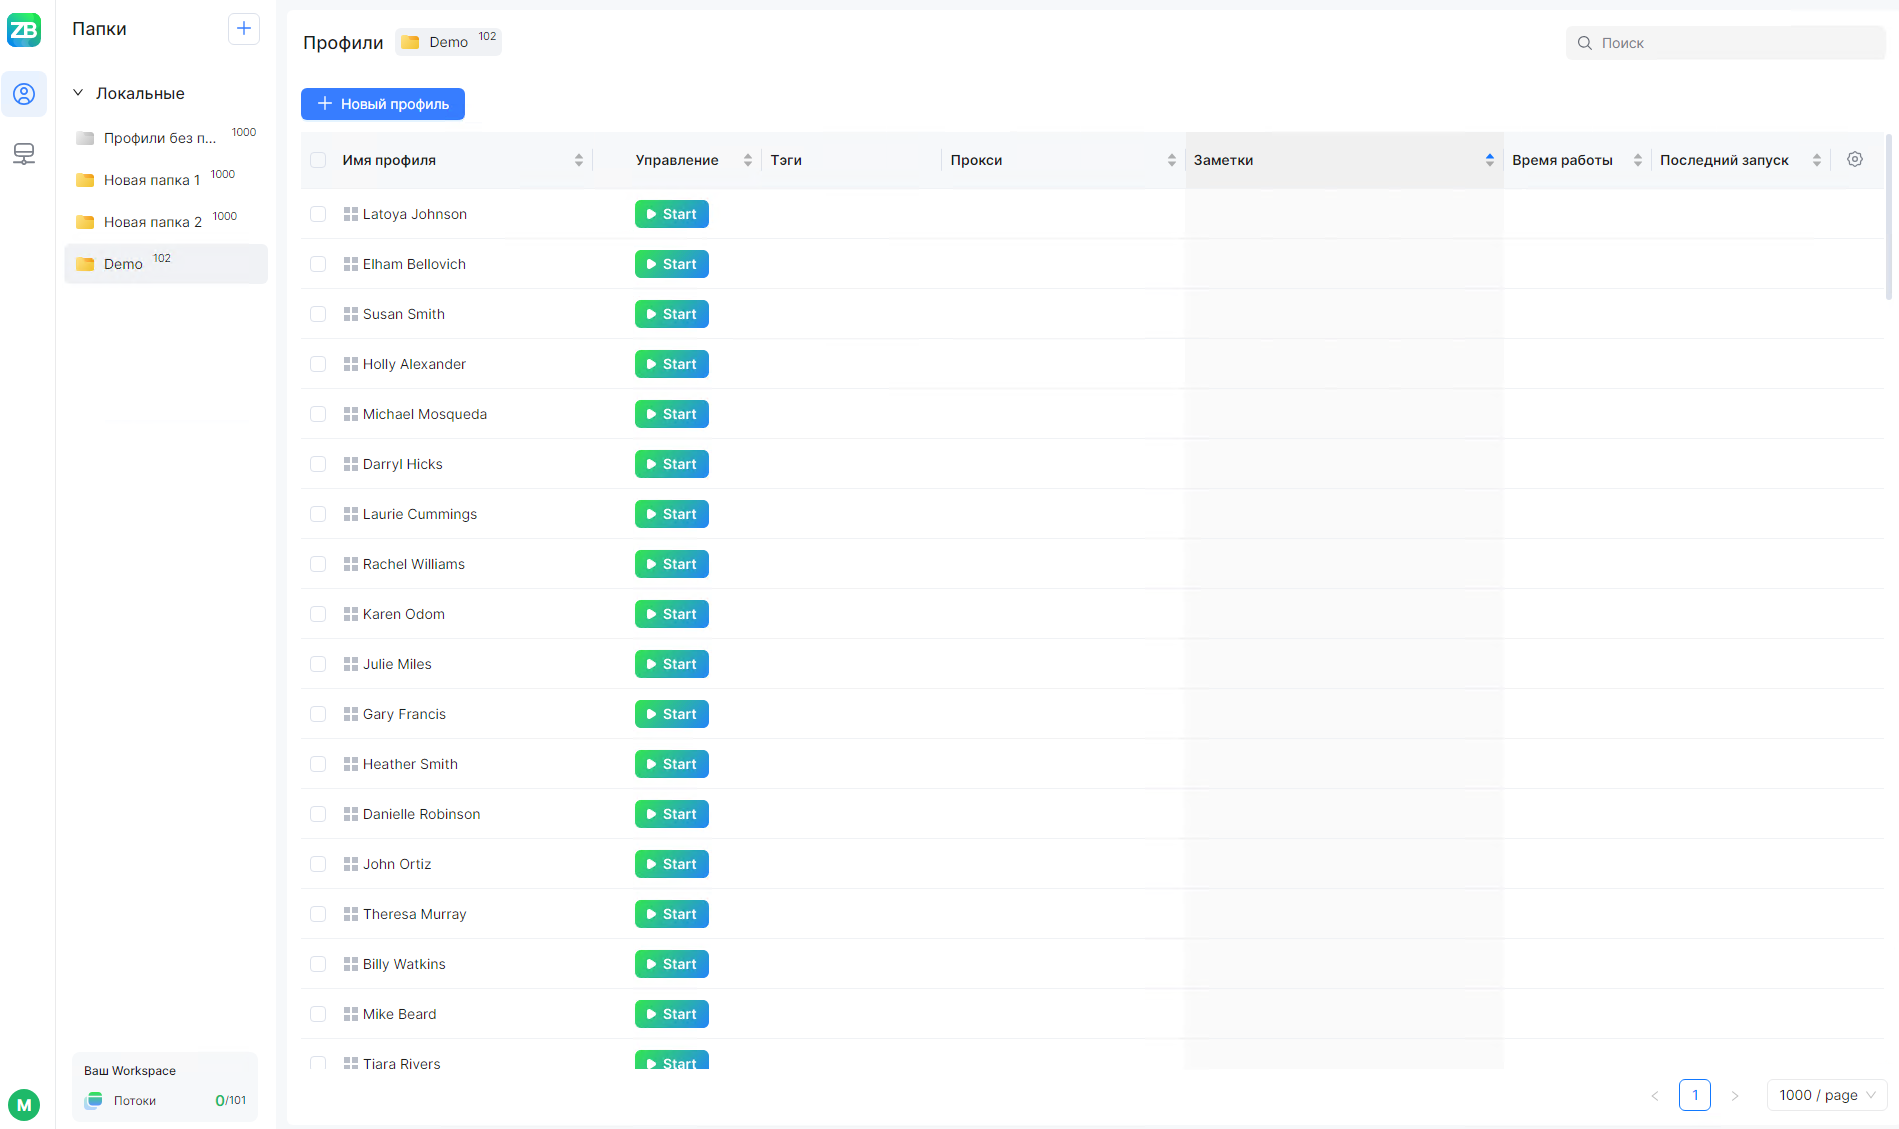 ZB
Папки
Локальные
Профили без п... 1000
Новая папка 1 1000
Новая папка 2 1000
Demo 102
Ваш Workspace
Потоки 0/101
M
Профили Demo 102
Поиск
Новый профиль
Имя профиля Управление Тэги Прокси Заметки Время работы Последний запуск
Latoya Johnson Start
Elham Bellovich Start
Susan Smith Start
Holly Alexander Start
Michael Mosqueda Start
Darryl Hicks Start
Laurie Cummings Start
Rachel Williams Start
Karen Odom Start
Julie Miles Start
Gary Francis Start
Heather Smith Start
Danielle Robinson Start
John Ortiz Start
Theresa Murray Start
Billy Watkins Start
Mike Beard Start
Tiara Rivers Start
1 1000 / page